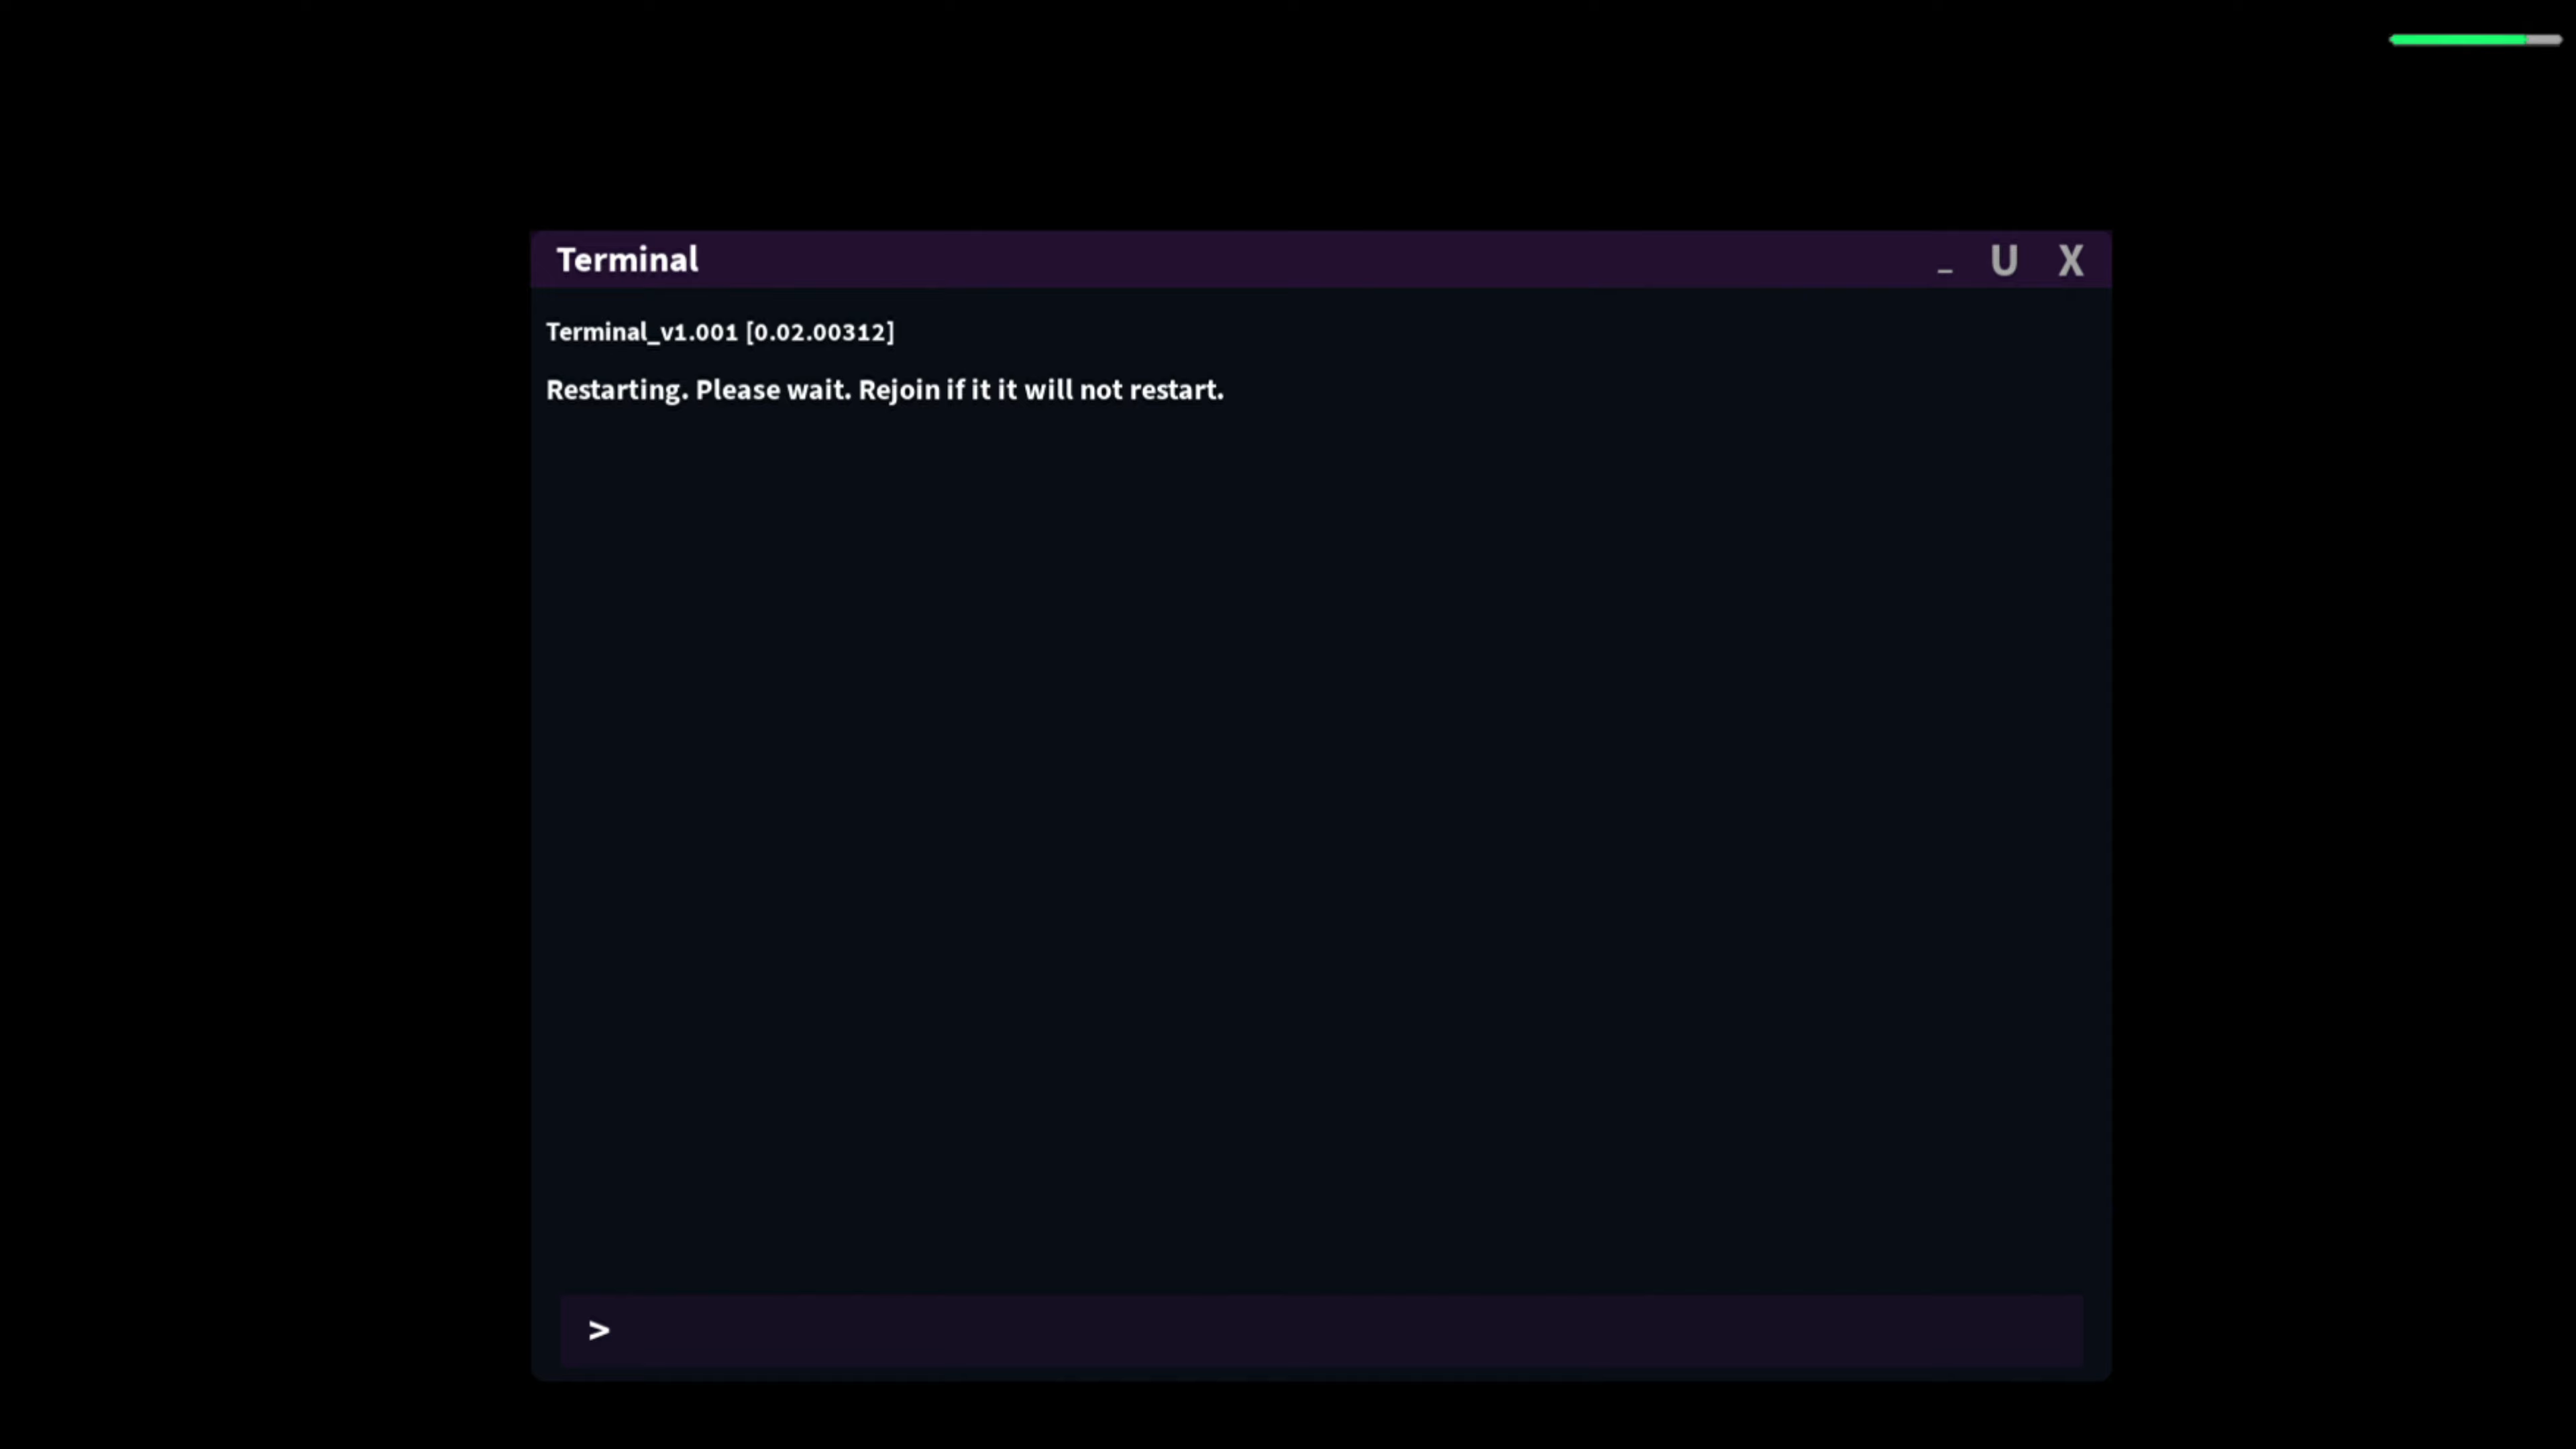 Terminal _ U X
Terminal_v1.001 [0.02.00312]
Restarting. Please wait. Rejoin if it it will not restart.
>